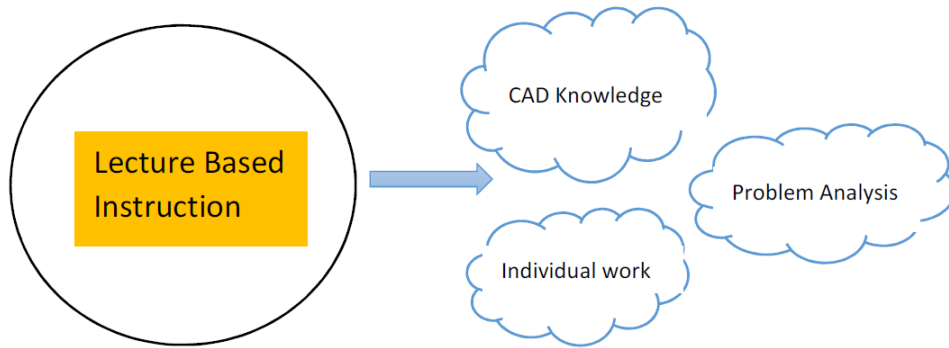 Lecture Based
Instruction
CAD Knowledge
Problem Analysis
Individual work